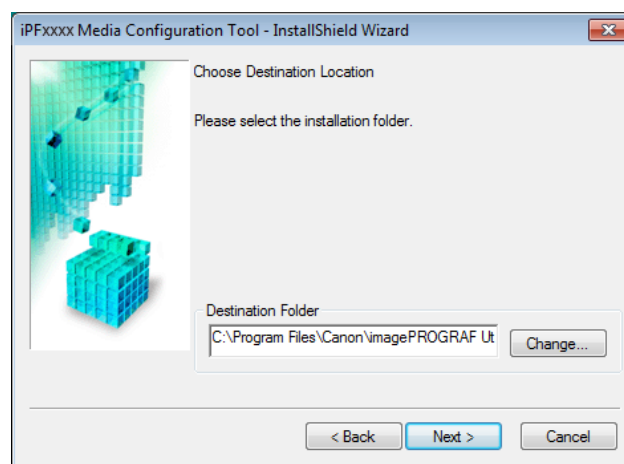 iPFxxxx Media Configuration Tool - InstallShield Wizard
Choose Destination Location
Please select the installation folder.
Destination Folder
C:\Program Files\Canon\imagePROGRAF Ut
Change...
< Back
Next >
Cancel